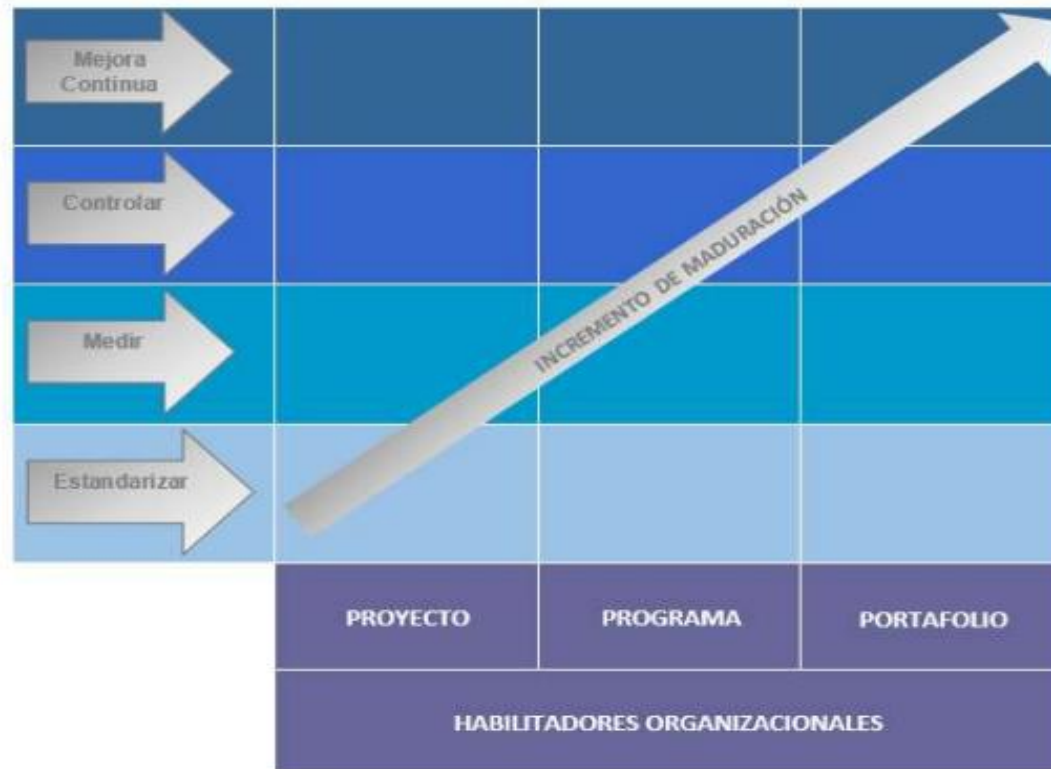 Mejora
Continua
Controlar
INCREMENTO DE MADURACIÓN
Medir
Estandarizar
PROYECTO
PROGRAMA
PORTAFOLIO
HABILITADORES ORGANIZACIONALES